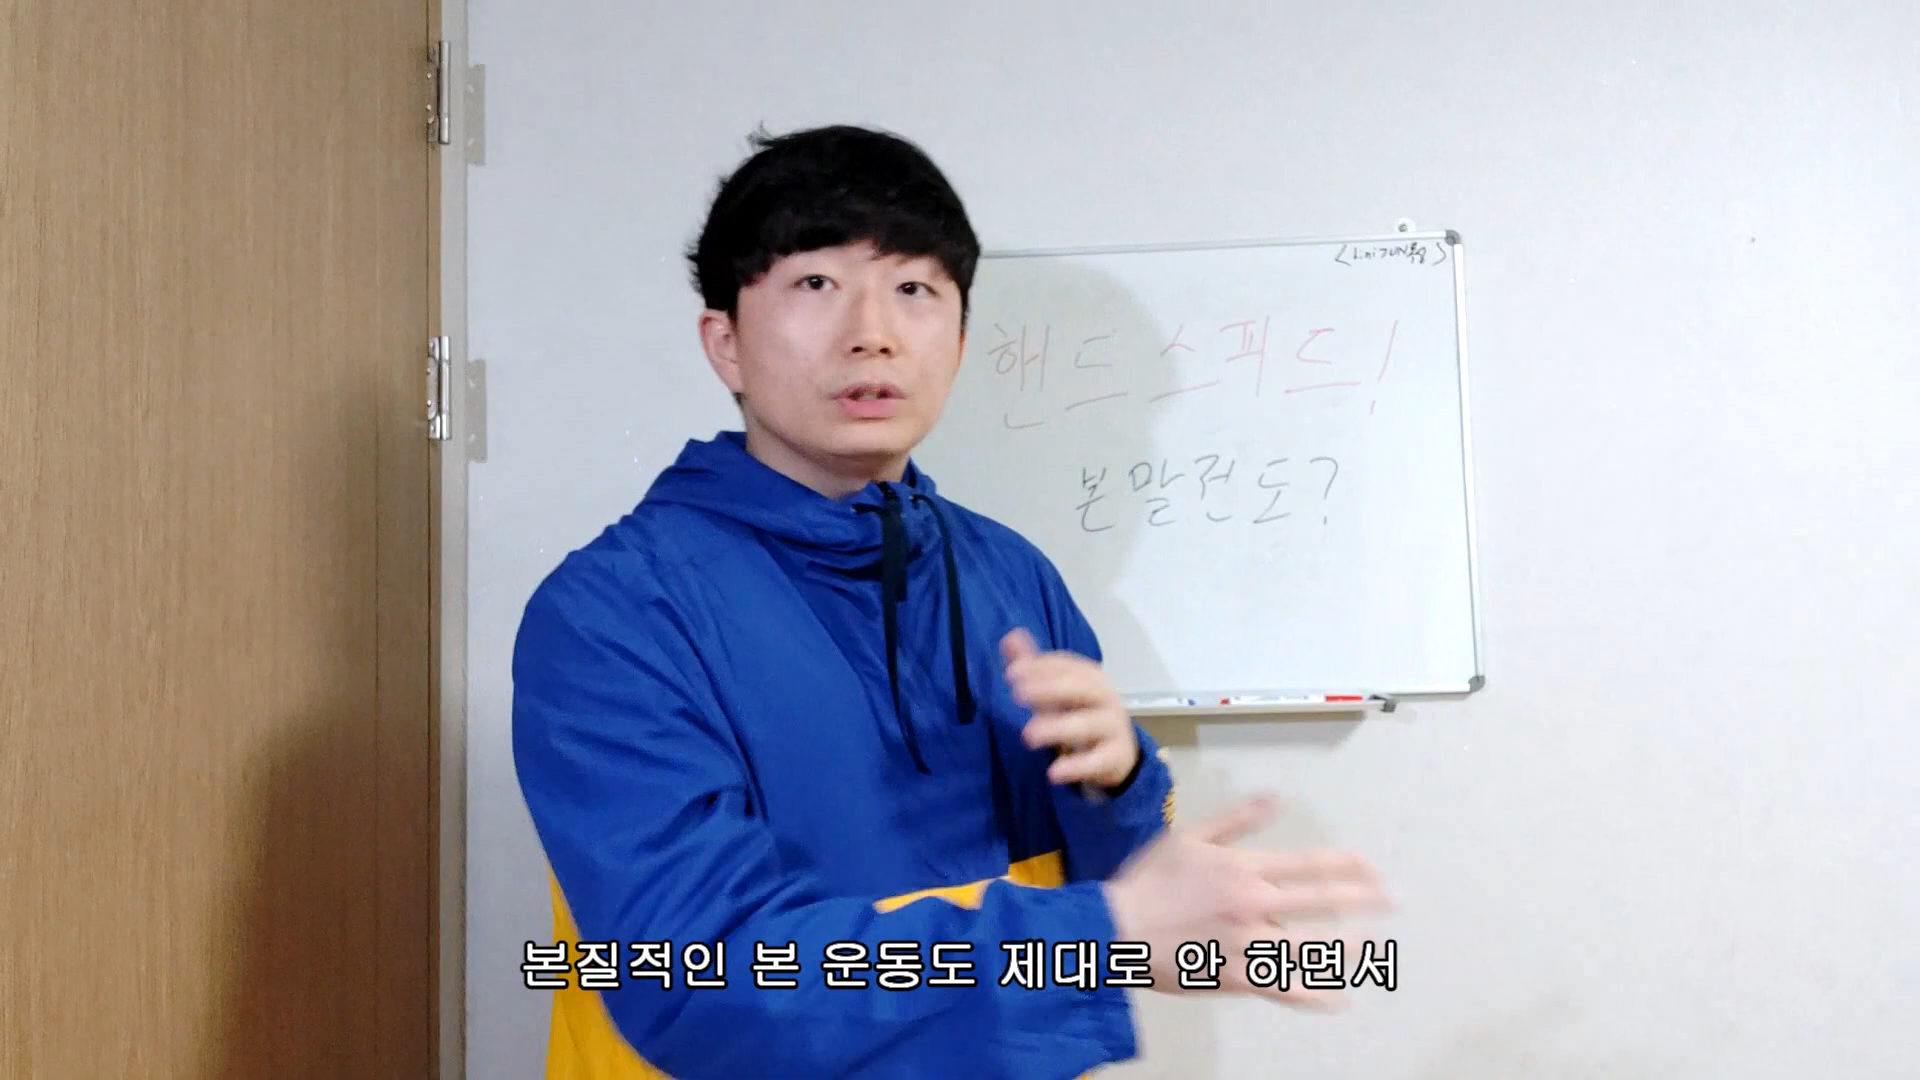 핸드스피드!
본말전도?
본질적인 본 운동도 제대로 안 하면서